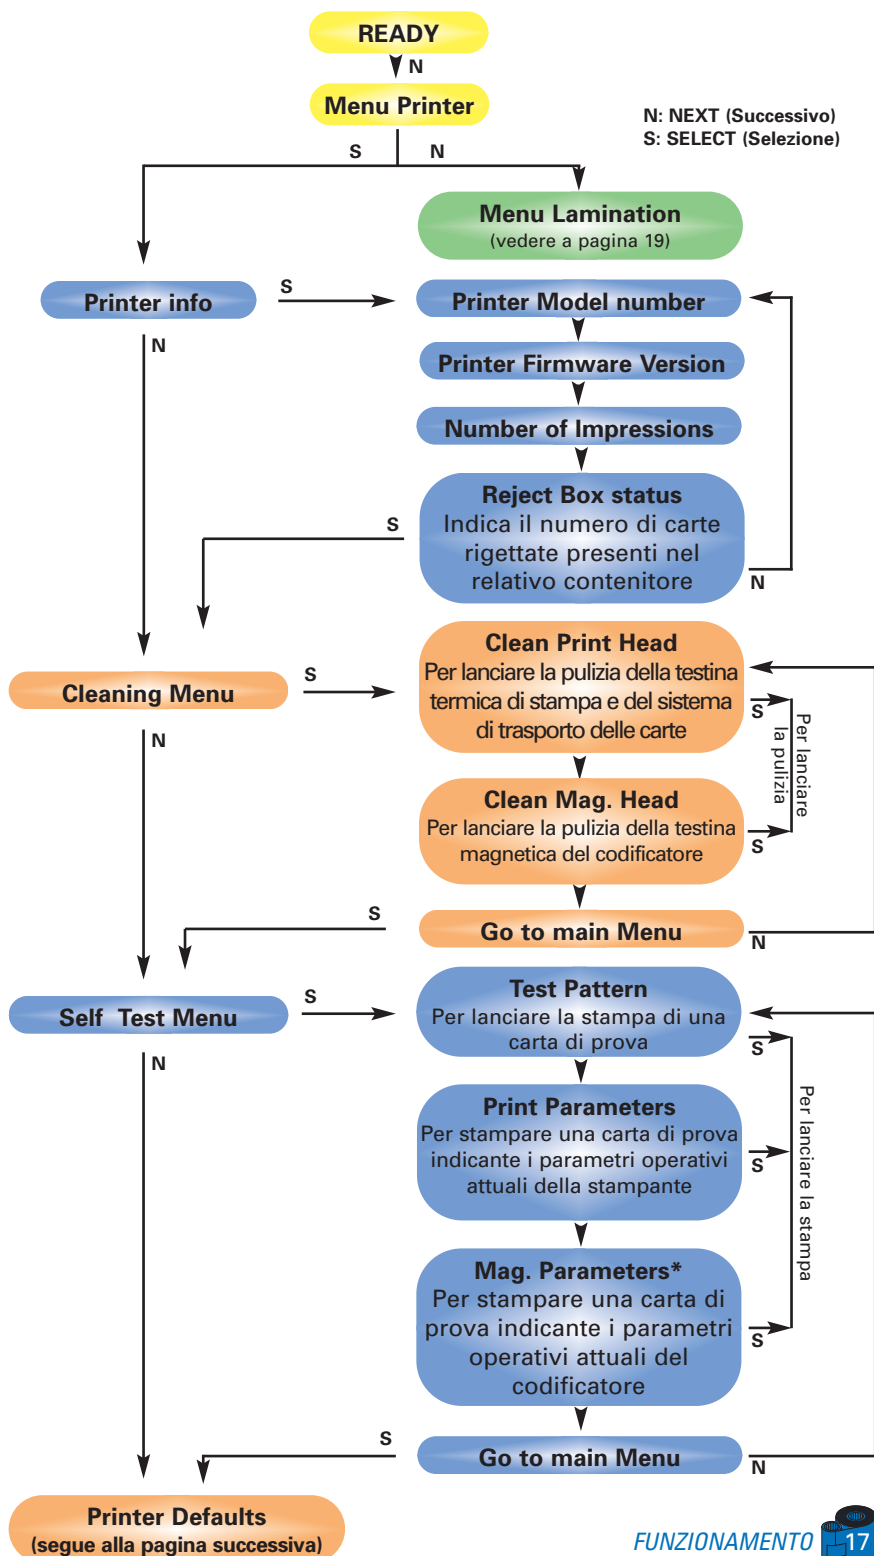 READY
N
Menu Printer
N: NEXT (Successivo)
S: SELECT (Selezione)
S
N
Menu Lamination
(vedere a pagina 19)
Printer info
S
Printer Model number
N
Printer Firmware Version
Number of Impressions
Reject Box status
Indica il numero di carte
rigettate presenti nel
relativo contenitore
S
N
Clean Print Head
Per lanciare la pulizia della testina
termica di stampa e del sistema
di trasporto delle carte
Cleaning Menu
S
S
Per lanciare
la pulizia
N
Clean Mag. Head
Per lanciare la pulizia della testina
magnetica del codificatore
S
S
Go to main Menu
N
Self Test Menu
S
Test Pattern
Per lanciare la stampa di una
carta di prova
S
N
Print Parameters
Per stampare una carta di prova
indicante i parametri operativi
attuali della stampante
S
Per lanciare la stampa
Mag. Parameters*
Per stampare una carta di
prova indicante i parametri
operativi attuali del
codificatore
S
S
Go to main Menu
N
Printer Defaults
(segue alla pagina successiva)
FUNZIONAMENTO 17